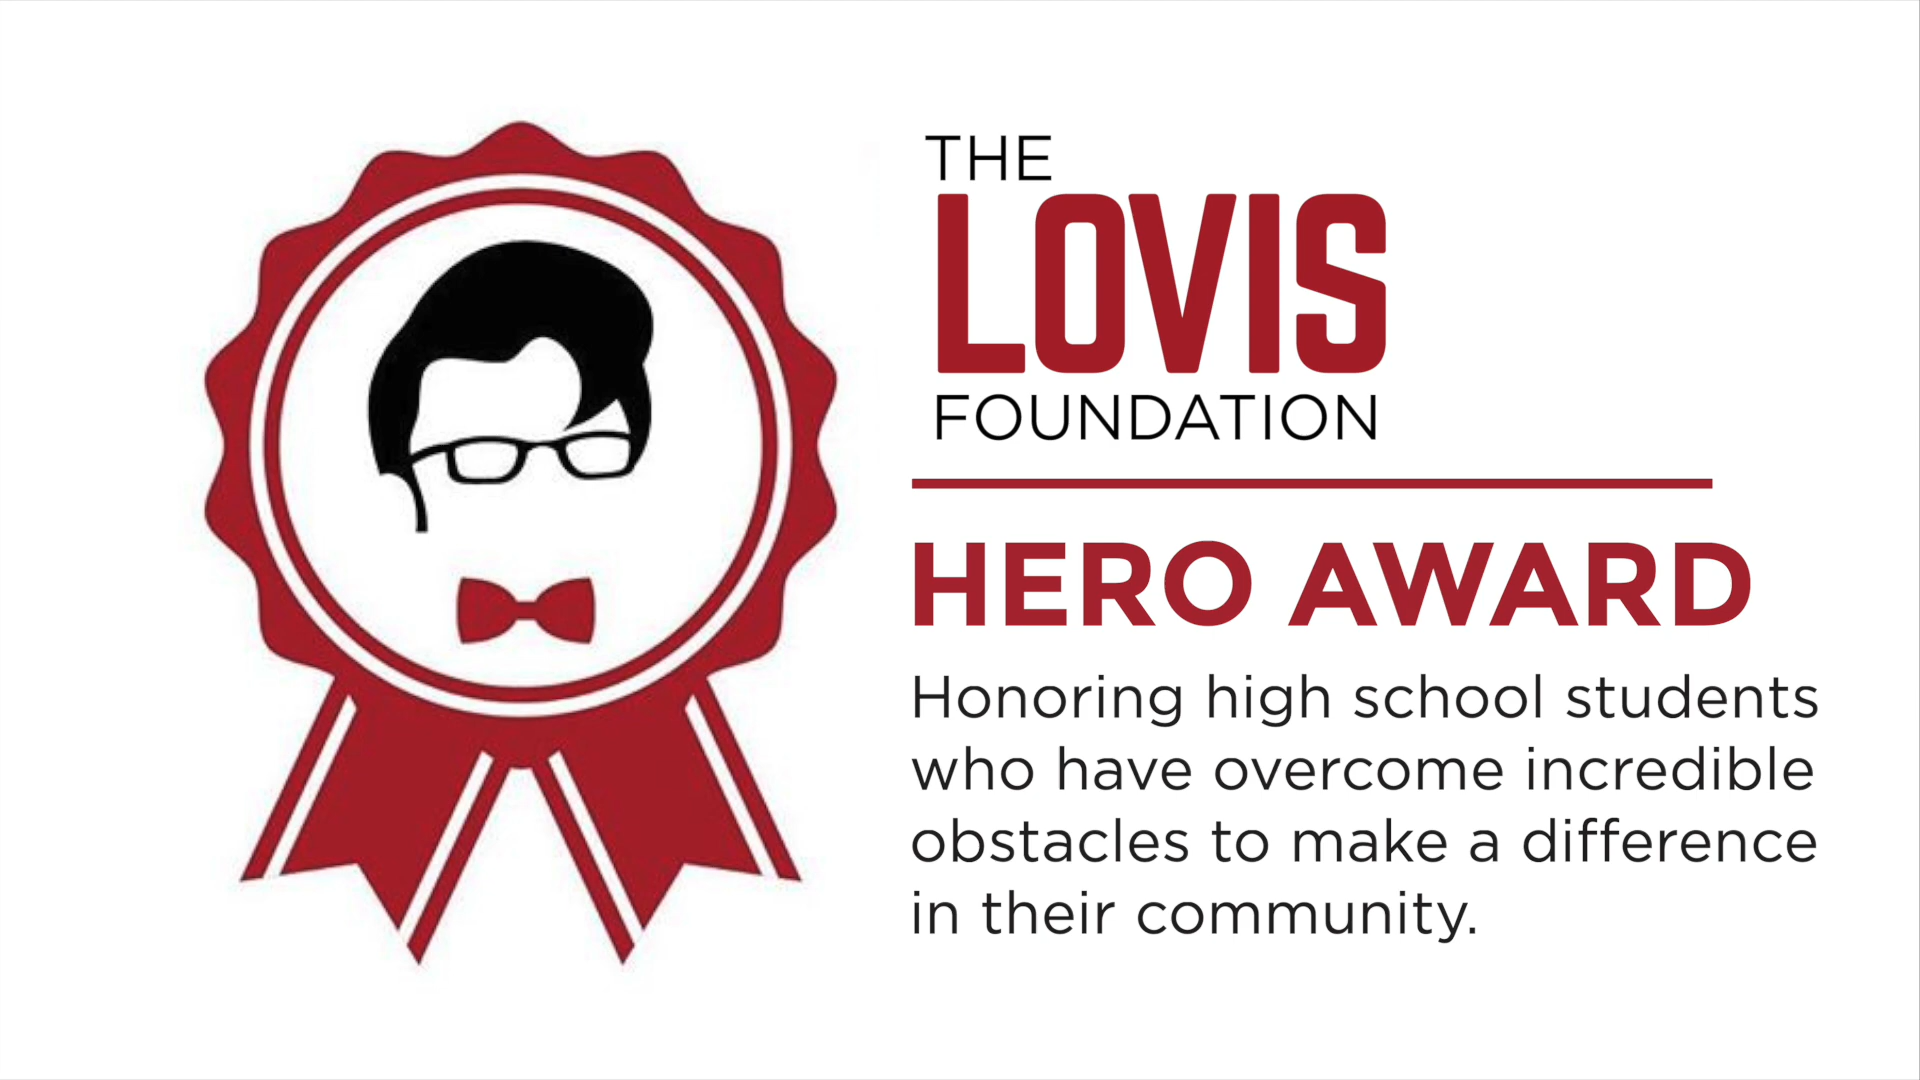 THE
LOVIS
FOUNDATION
HERO AWARD
Honoring high school students
who have overcome incredible
obstacles to make a difference
in their community.